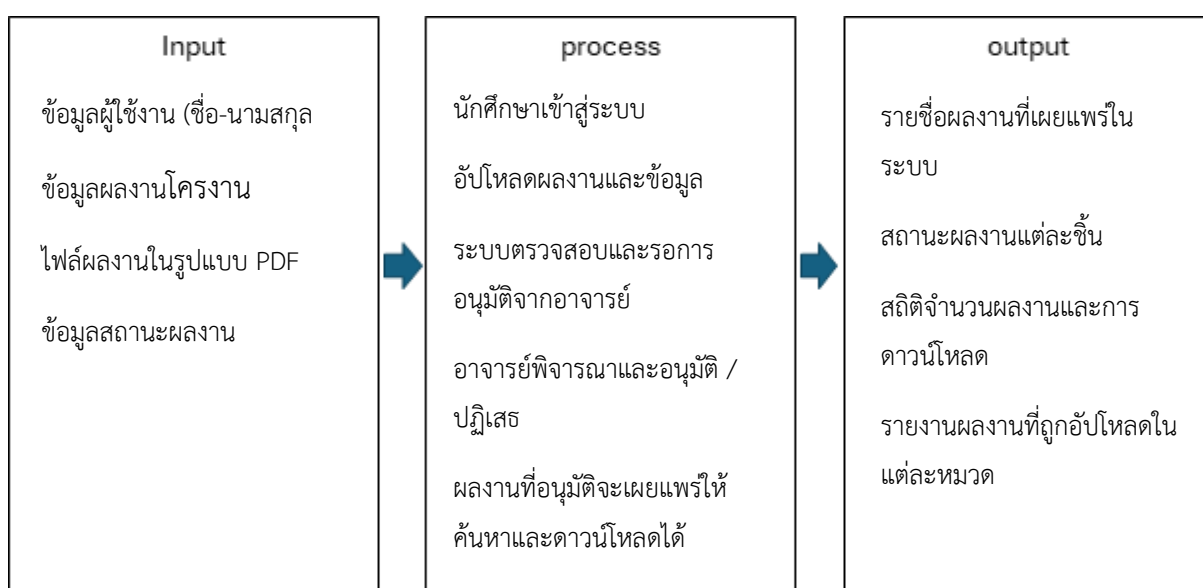 Input
ข้อมูลผู้ใช้งาน (ชื่อ-นามสกุล
ข้อมูลผลงานโครงาน
ไฟล์ผลงานในรูปแบบ PDF
ข้อมูลสถานะผลงาน
process
นักศึกษาเข้าสู่ระบบ
อัปโหลดผลงานและข้อมูล
ระบบตรวจสอบและรอการ
อนุมัติจากอาจารย์
อาจารย์พิจารณาและอนุมัติ /
ปฏิเสธ
ผลงานที่อนุมัติจะเผยแพร่ให้
ค้นหาและดาวน์โหลดได้
output
รายชื่อผลงานที่เผยแพร่ใน
ระบบ
สถานะผลงานแต่ละชิ้น
สถิติจำนวนผลงานและการ
ดาวน์โหลด
รายงานผลงานที่ถูกอัปโหลดใน
แต่ละหมวด